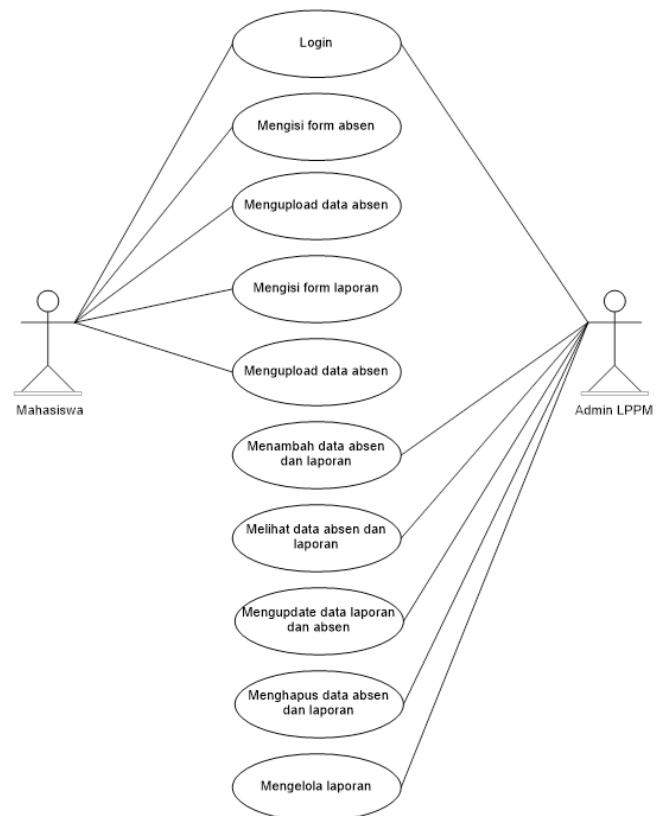 Login
Mengisi form absen
Mengupload data absen
Mengisi form laporan
Mengupload data absen
Mahasiswa
Admin LPPM
Menambah data absen
dan laporan
Melihat data absen dan
laporan
Mengupdate data laporan
dan absen
Menghapus data absen
dan laporan
Mengelola laporan